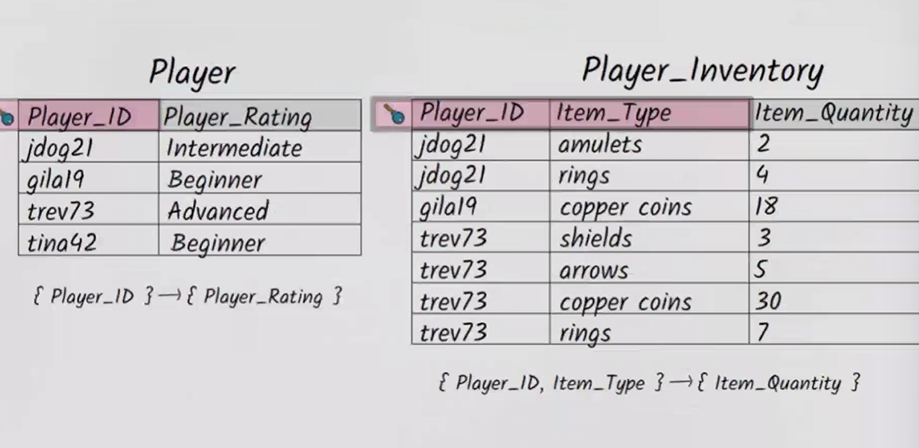 Player
Player_ID Player_Rating
jdog21 Intermediate
gila19 Beginner
trev73 Advanced
tina42 Beginner
{ Player_ID } → { Player_Rating }
Player_Inventory
Player_ID Item_Type Item_Quantity
jdog21 amulets 2
jdog21 rings 4
gila19 copper coins 18
trev73 shields 3
trev73 arrows 5
trev73 copper coins 30
trev73 rings 7
{ Player_ID, Item_Type } → { Item_Quantity }